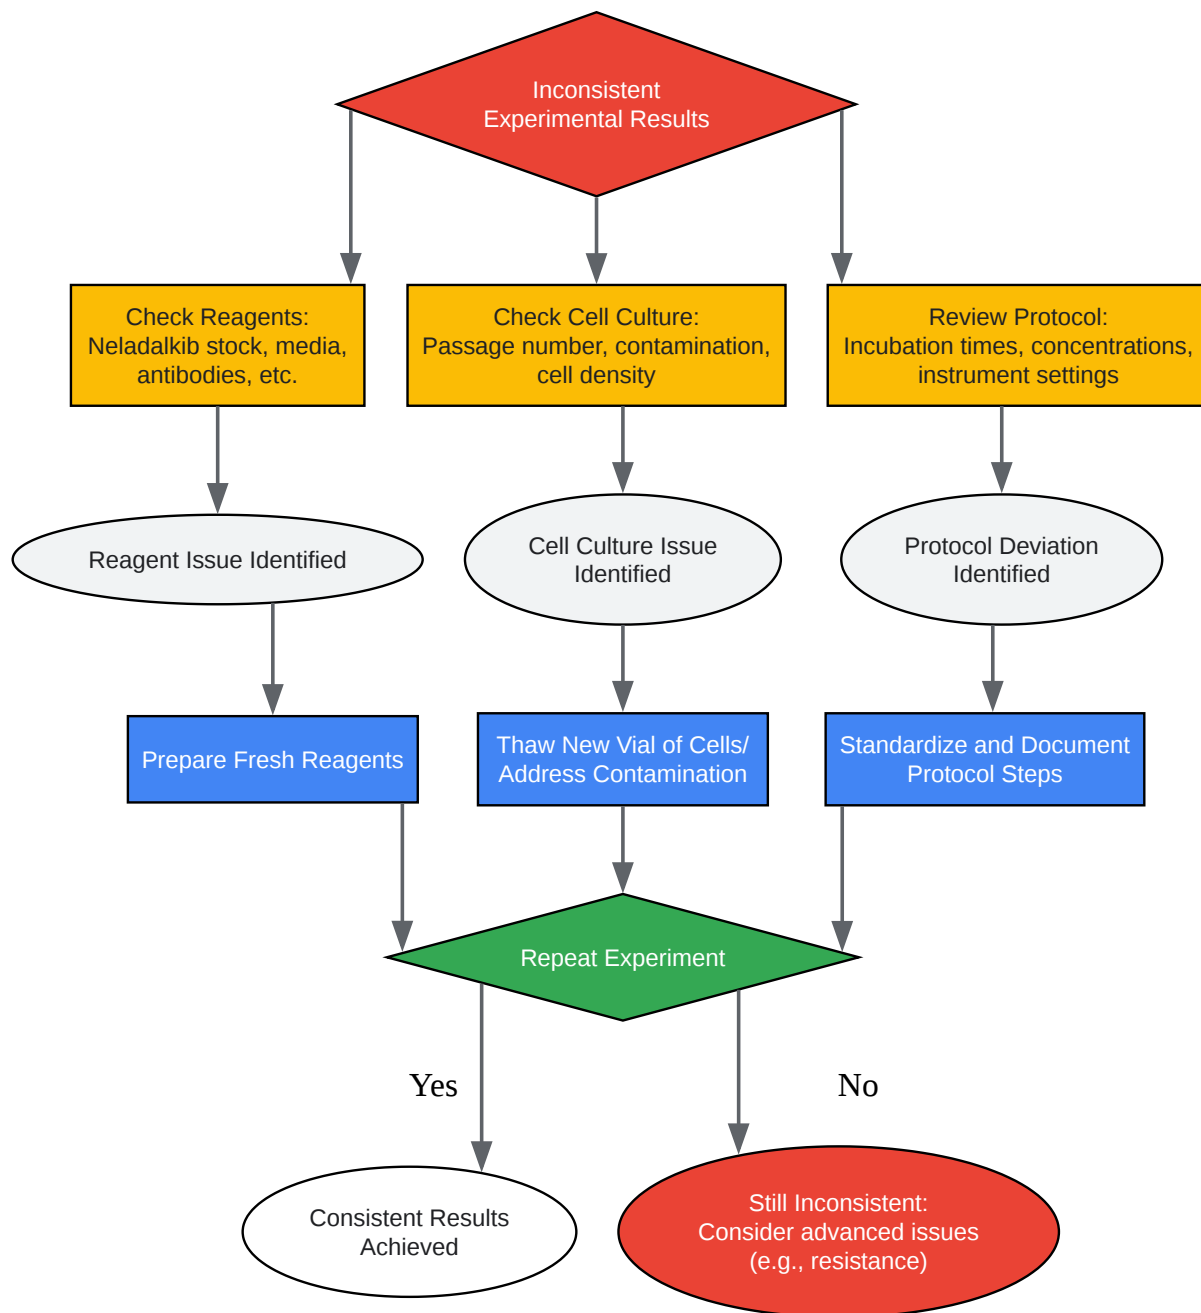 Inconsistent
Experimental Results
Check Reagents:
Neladalkib stock, media,
antibodies, etc.
Check Cell Culture:
Passage number, contamination,
cell density
Review Protocol:
Incubation times, concentrations,
instrument settings
Reagent Issue Identified
Cell Culture Issue
Identified
Protocol Deviation
Identified
Prepare Fresh Reagents
Thaw New Vial of Cells/
Address Contamination
Standardize and Document
Protocol Steps
Repeat Experiment
Yes
No
Consistent Results
Achieved
Still Inconsistent:
Consider advanced issues
(e.g., resistance)